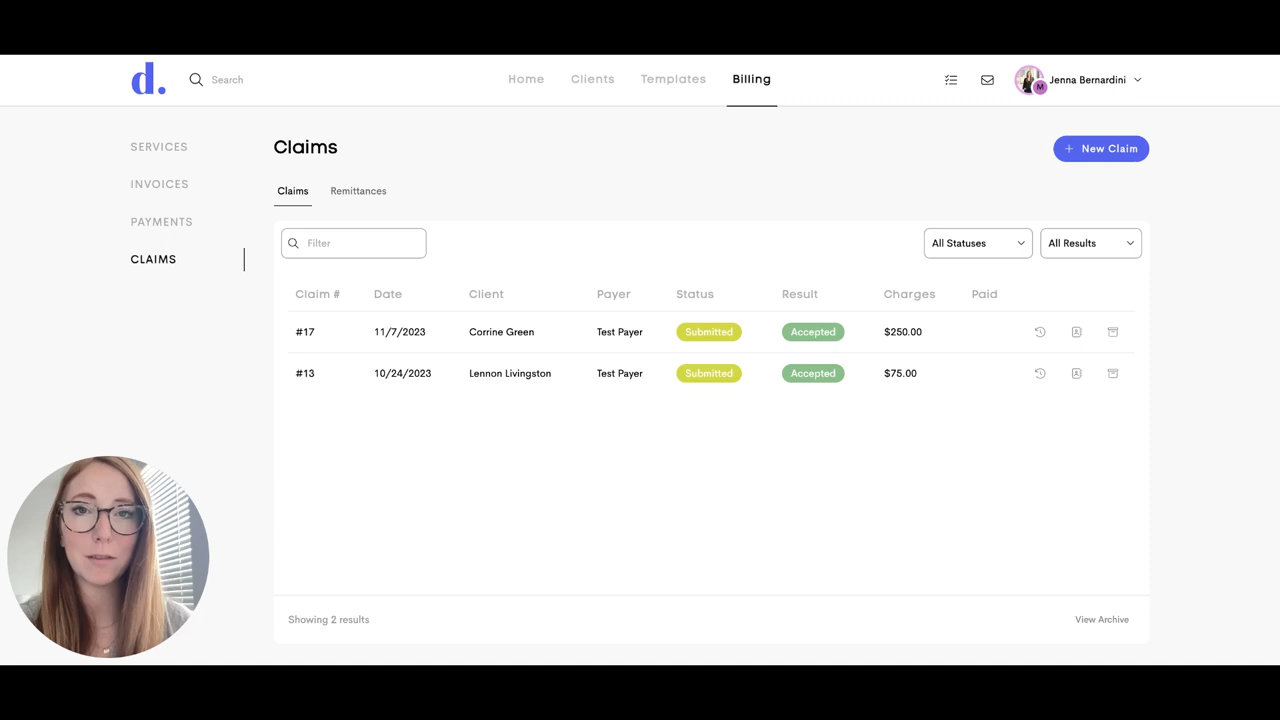 d. Search Home Clients Templates Billing M Jenna Bernardini
SERVICES
INVOICES
PAYMENTS
CLAIMS
Claims
+ New Claim
Claims Remittances
Filter All Statuses All Results
Claim # Date Client Payer Status Result Charges Paid
#17 11/7/2023 Corrine Green Test Payer Submitted Accepted $250.00
#13 10/24/2023 Lennon Livingston Test Payer Submitted Accepted $75.00
Showing 2 results View Archive